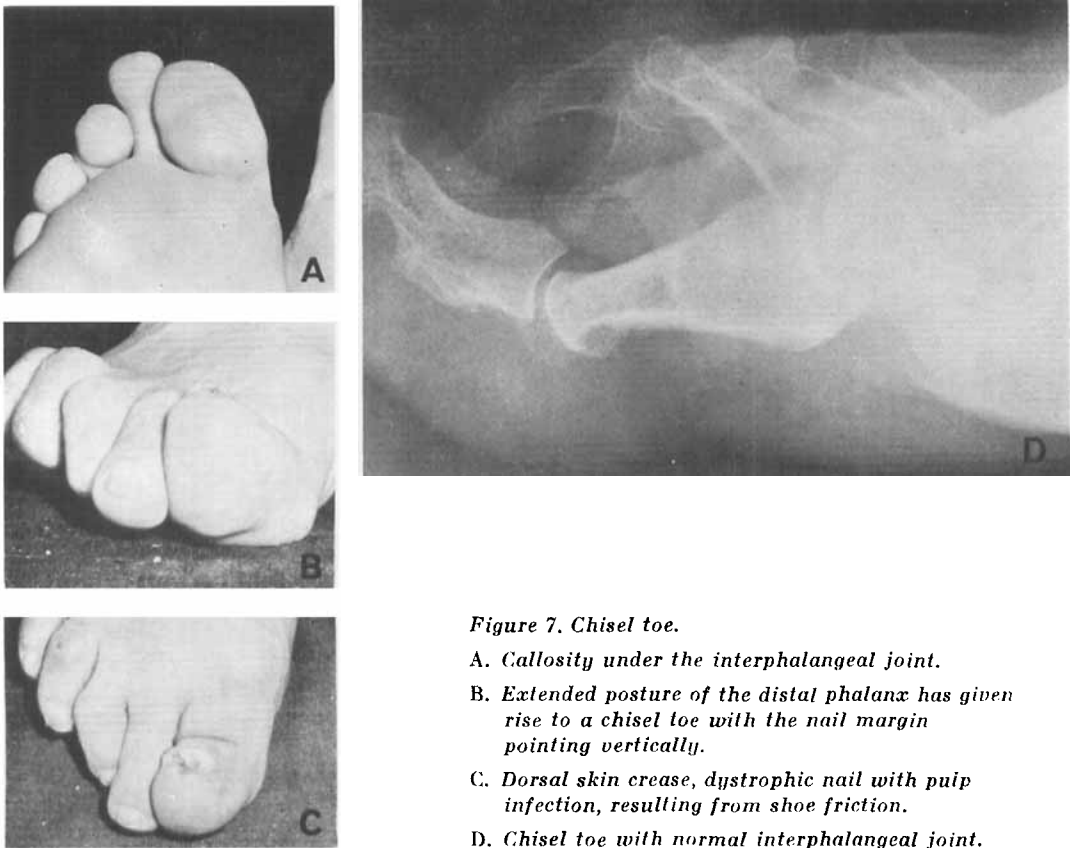 A
B
C
D
Figure 7. Chisel toe.
A. Callosity under the interphalangeal joint.
B. Extended posture of the distal phalanx has given
rise to a chisel toe with the nail margin
pointing vertically.
C. Dorsal skin crease, dystrophic nail with pulp
infection, resulting from shoe friction.
D. Chisel toe with normal interphalangeal joint.